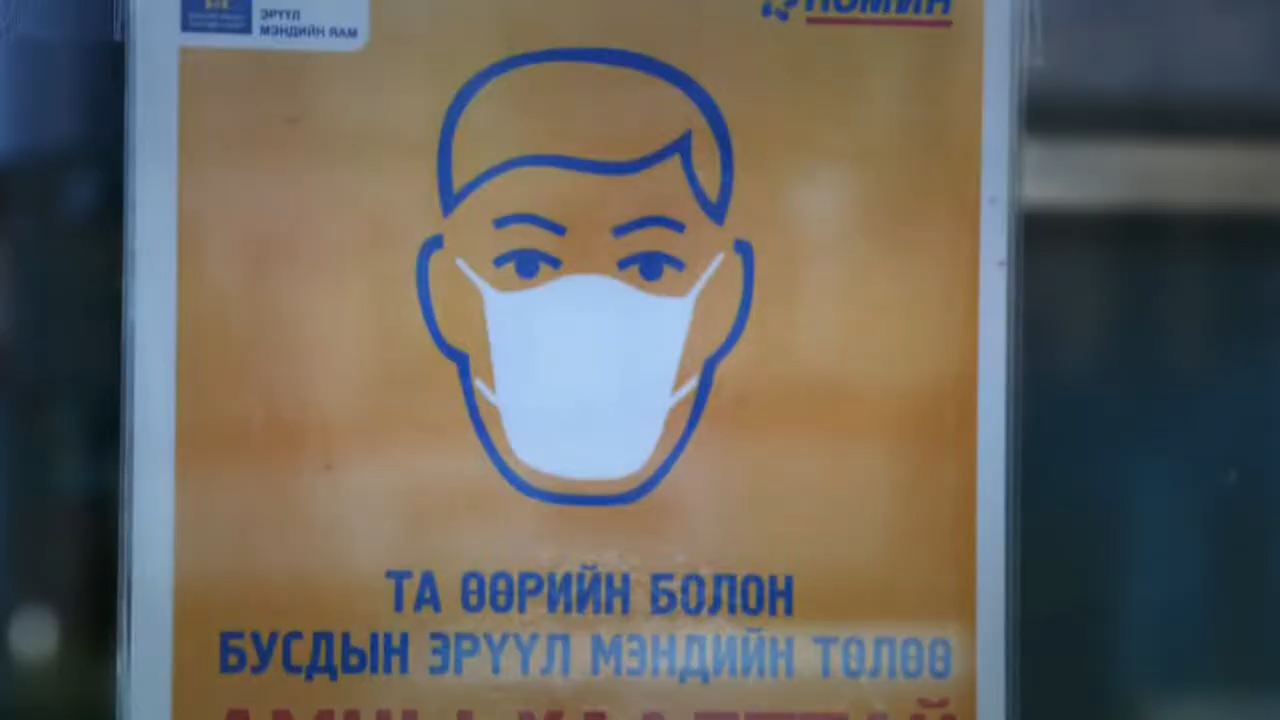 ЭРҮҮЛ
МЭНДИЙН ЯАМ
НОМИН
ТА ӨӨРИЙН БОЛОН
БУСДЫН ЭРҮҮЛ МЭНДИЙН ТӨЛӨӨ